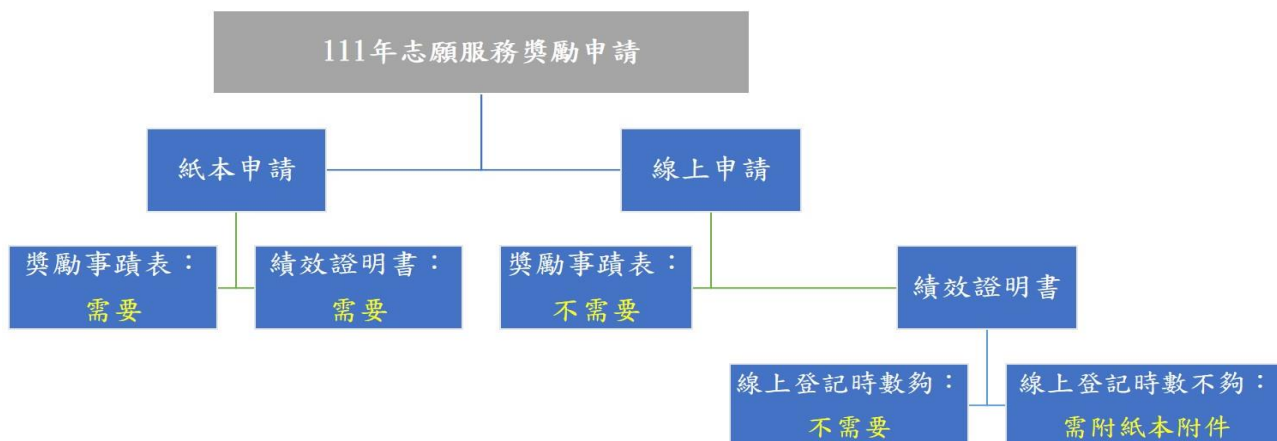 111年志願服務獎勵申請
紙本申請
線上申請
獎勵事蹟表：
需要
績效證明書：
需要
獎勵事蹟表：
不需要
績效證明書
線上登記時數夠：
不需要
線上登記時數不夠：
需附紙本附件